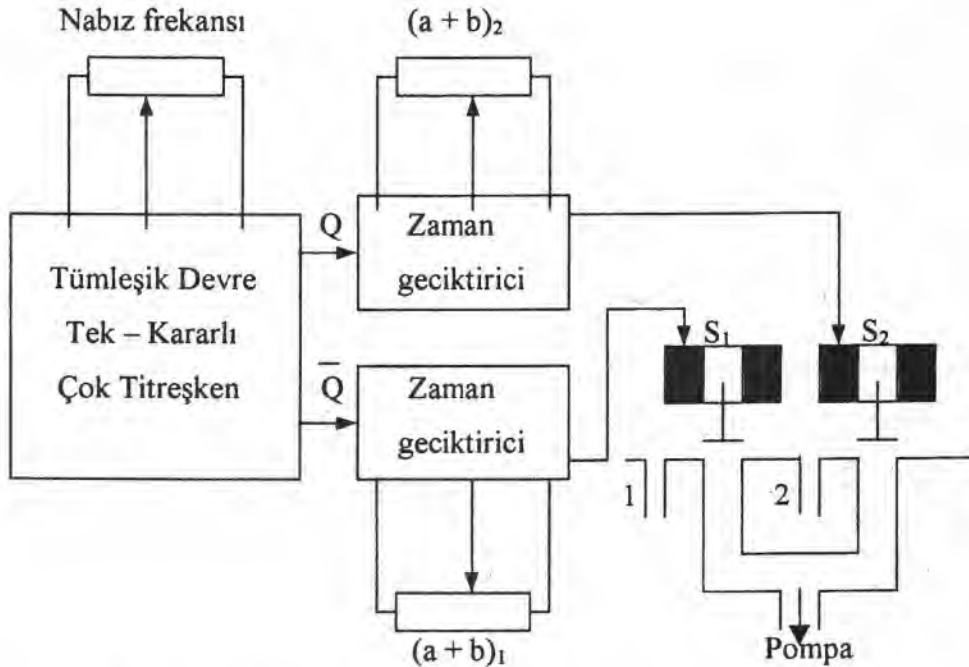 Nabız frekansı
(a + b)₂
Q
Zaman
geciktirici
Tümleşik Devre
Tek – Kararlı
Çok Titreşken
Q̅
Zaman
geciktirici
S₁
S₂
1
2
(a + b)₁
Pompa